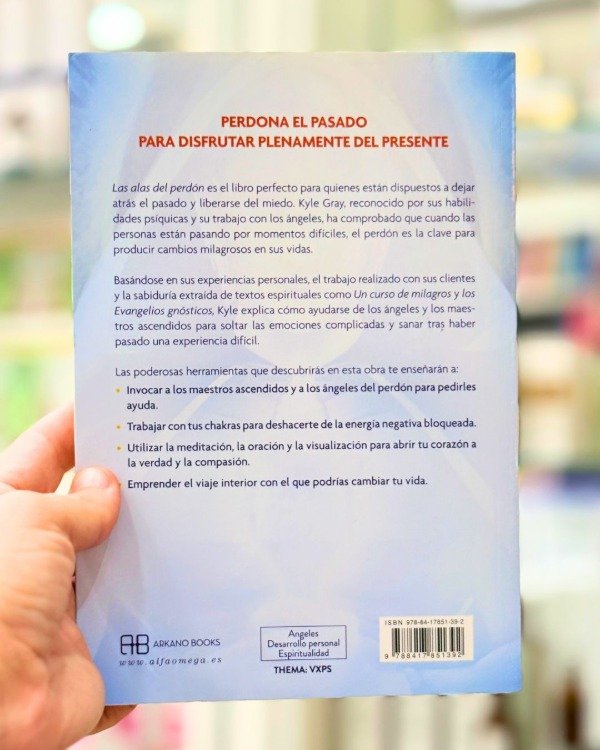 PERDONA EL PASADO
PARA DISFRUTAR PLENAMENTE DEL PRESENTE
Las alas del perdón es el libro perfecto para quienes están dispuestos a dejar
atrás el pasado y liberarse del miedo. Kyle Gray, reconocido por sus habili-
dades psíquicas y su trabajo con los ángeles, ha comprobado que cuando las
personas están pasando por momentos difíciles, el perdón es la clave para
producir cambios milagrosos en sus vidas.
Basándose en sus experiencias personales, el trabajo realizado con sus clientes
y la sabiduría extraída de textos espirituales como Un curso de milagros y los
Evangelios gnósticos, Kyle explica cómo ayudarse de los ángeles y los maes-
tros ascendidos para soltar las emociones complicadas y sanar tras haber
pasado una experiencia difícil.
Las poderosas herramientas que descubrirás en esta obra te enseñarán a:
• Invocar a los maestros ascendidos y a los ángeles del perdón para pedirles
ayuda.
• Trabajar con tus chakras para deshacerte de la energía negativa bloqueada.
• Utilizar la meditación, la oración y la visualización para abrir tu corazón a
la verdad y la compasión.
• Emprender el viaje interior con el que podrías cambiar tu vida.
ARKANO BOOKS
www.alfaomega.es
Angeles
Desarrollo personal
Espiritualidad
THEMA: VXPS
ISBN 978-84-17851-39-2
9 788417 851392